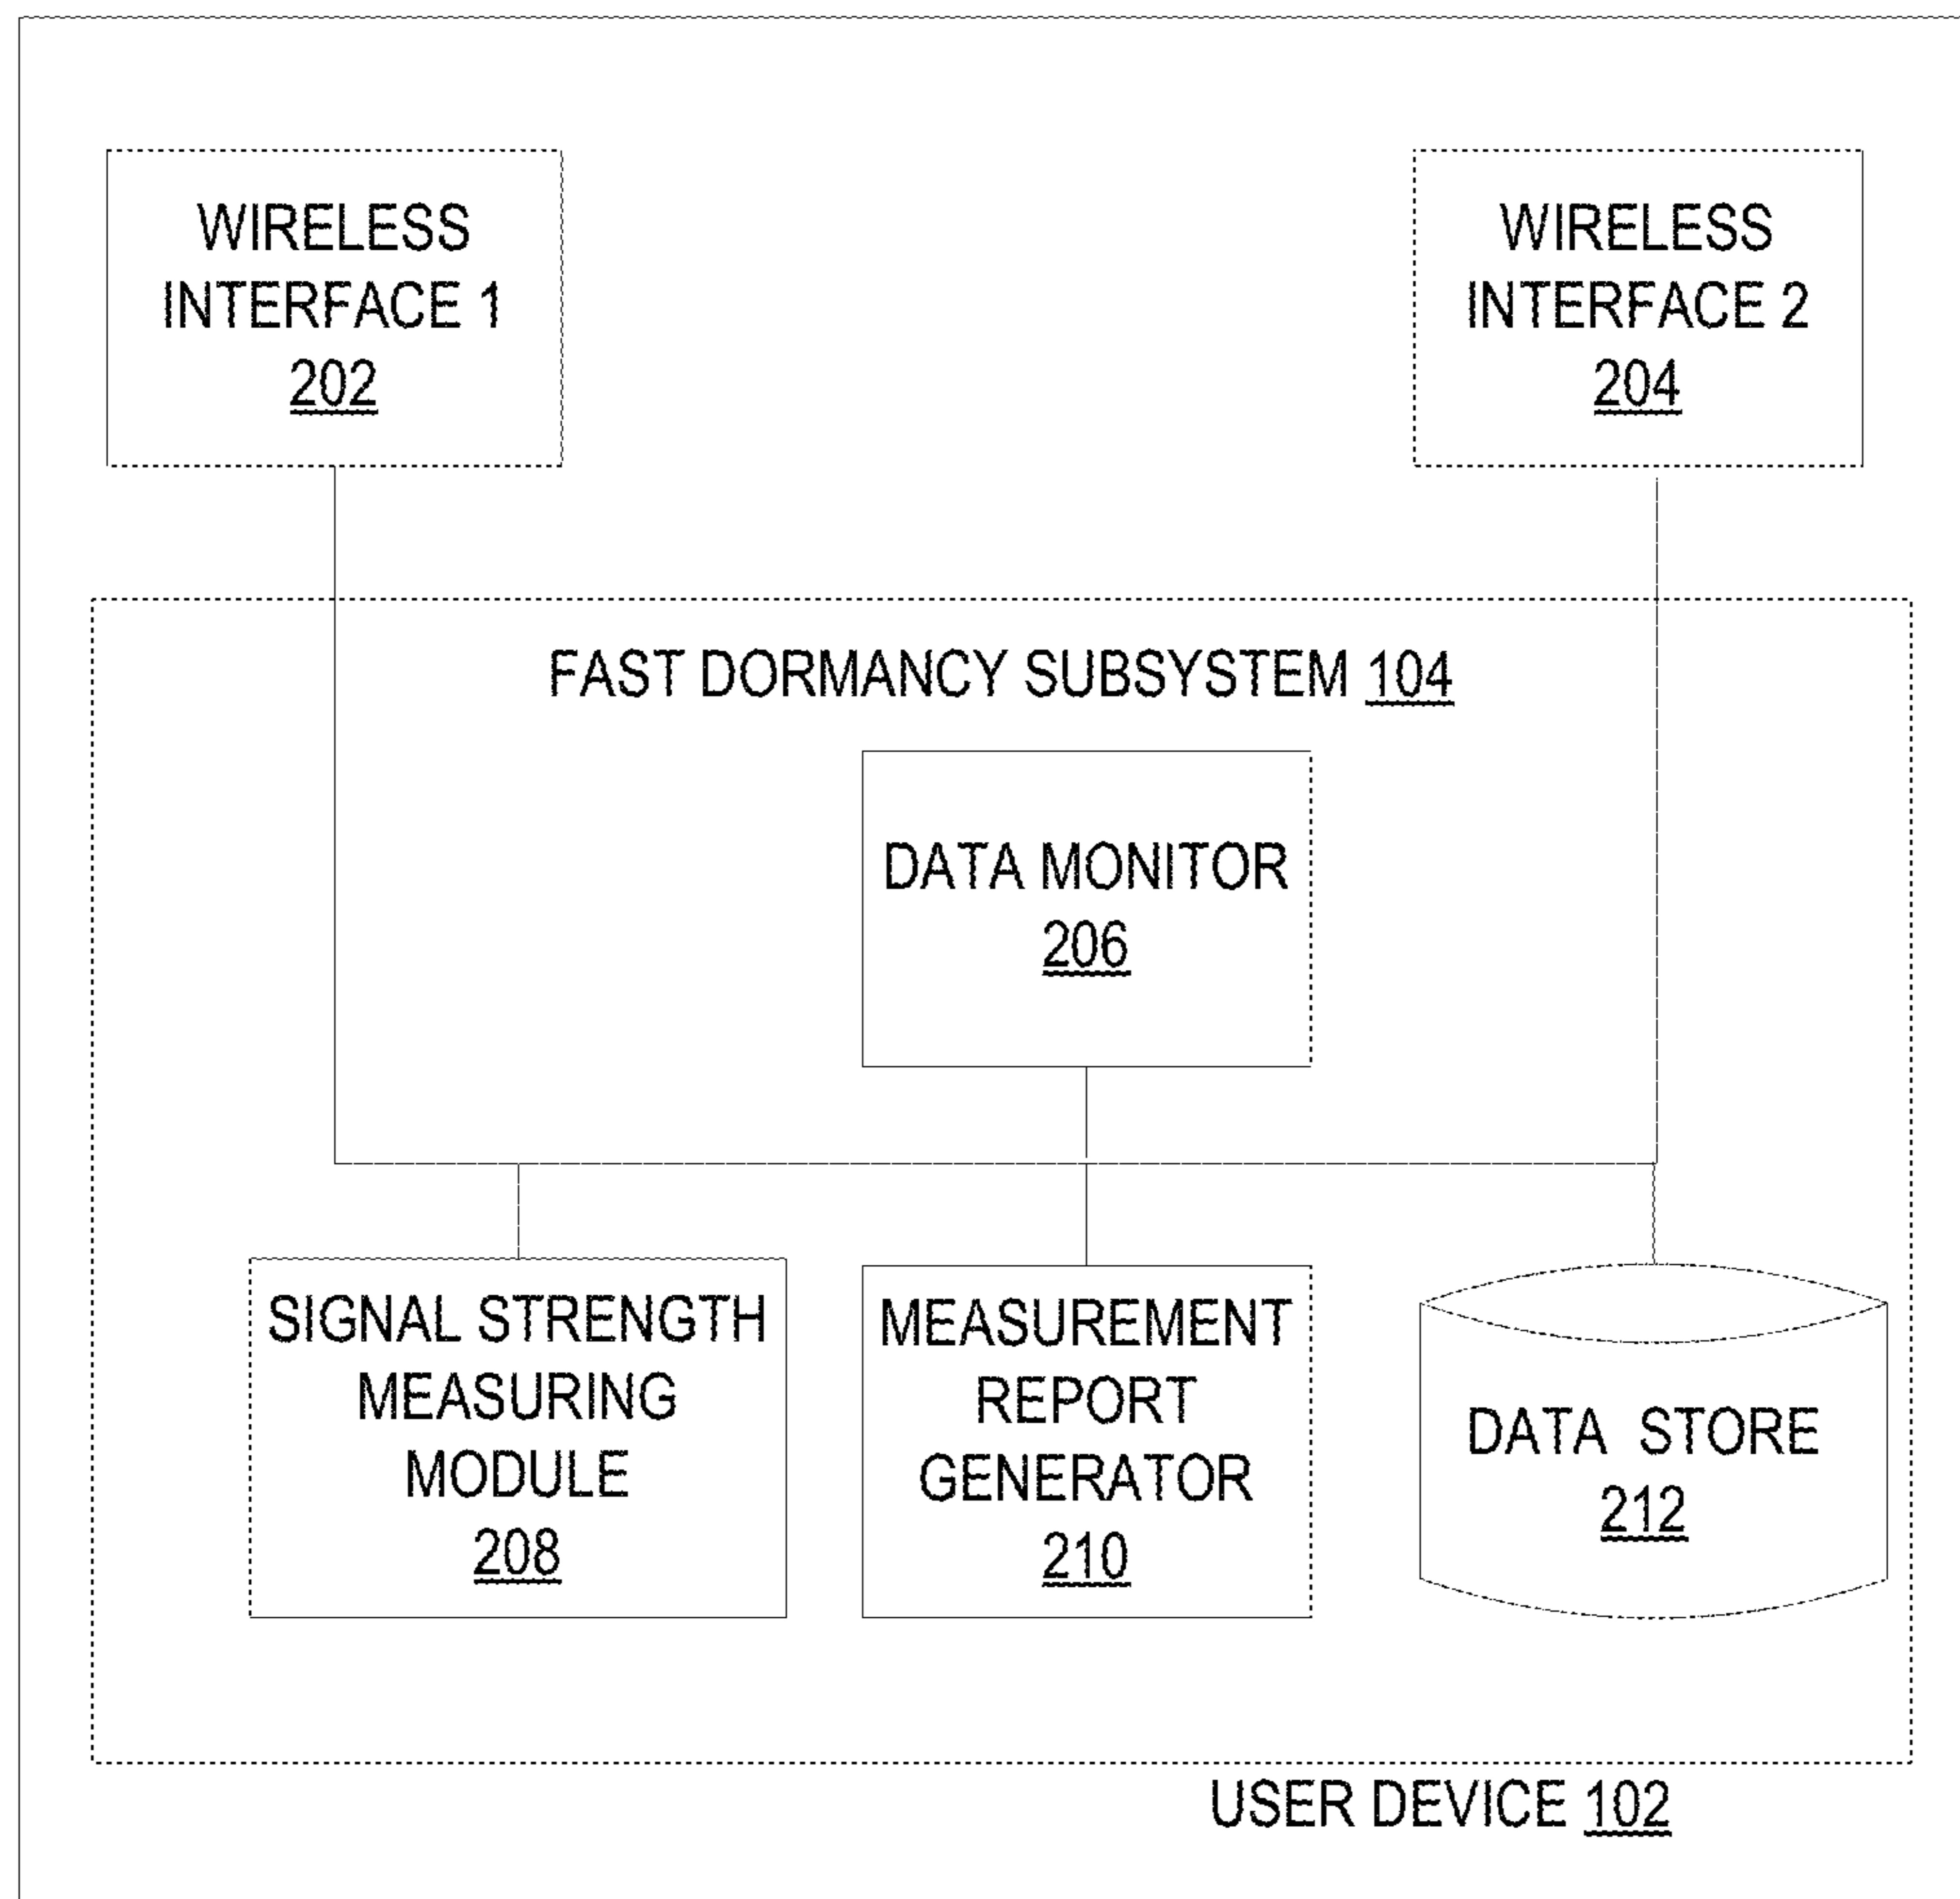 WIRELESS
INTERFACE 1
202
WIRELESS
INTERFACE 2
204
FAST DORMANCY SUBSYSTEM 104
DATA MONITOR
206
SIGNAL STRENGTH
MEASURING
MODULE
208
MEASUREMENT
REPORT
GENERATOR
210
DATA STORE
212
USER DEVICE 102